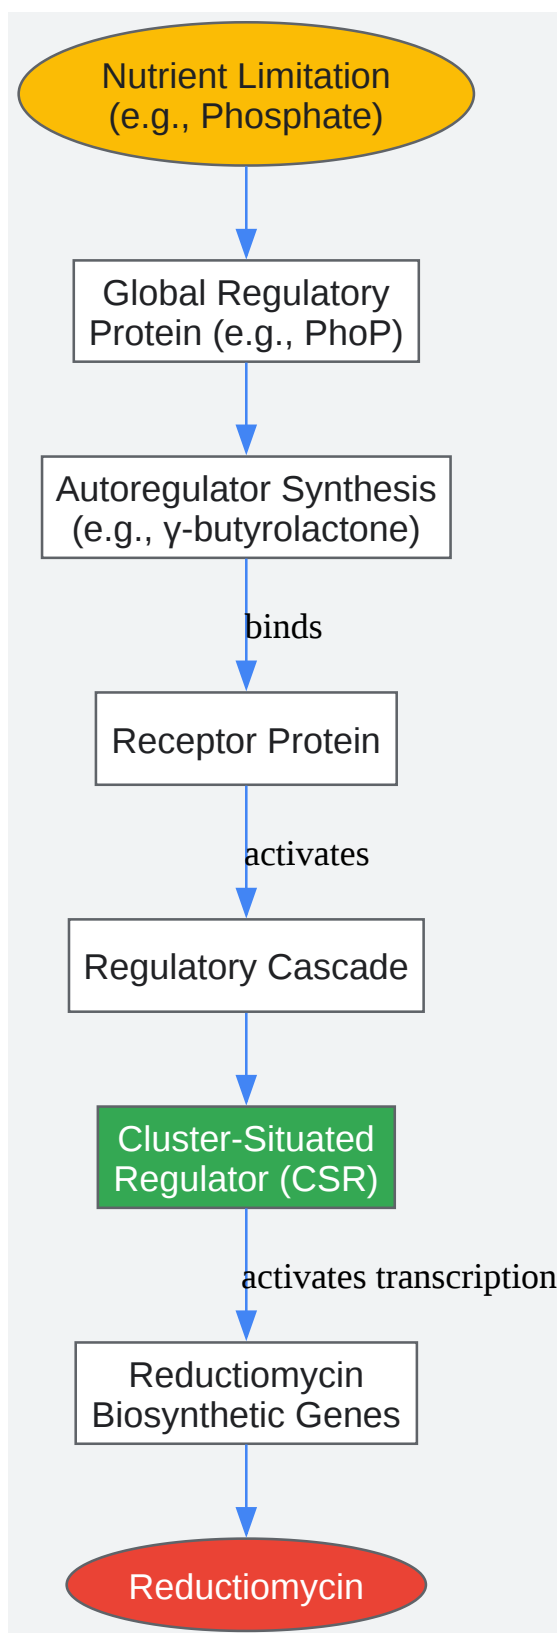 Nutrient Limitation
(e.g., Phosphate)
Global Regulatory
Protein (e.g., PhoP)
Autoregulator Synthesis
(e.g., γ-butyrolactone)
binds
Receptor Protein
activates
Regulatory Cascade
Cluster-Situated
Regulator (CSR)
activates transcription
Reductiomycin
Biosynthetic Genes
Reductiomycin